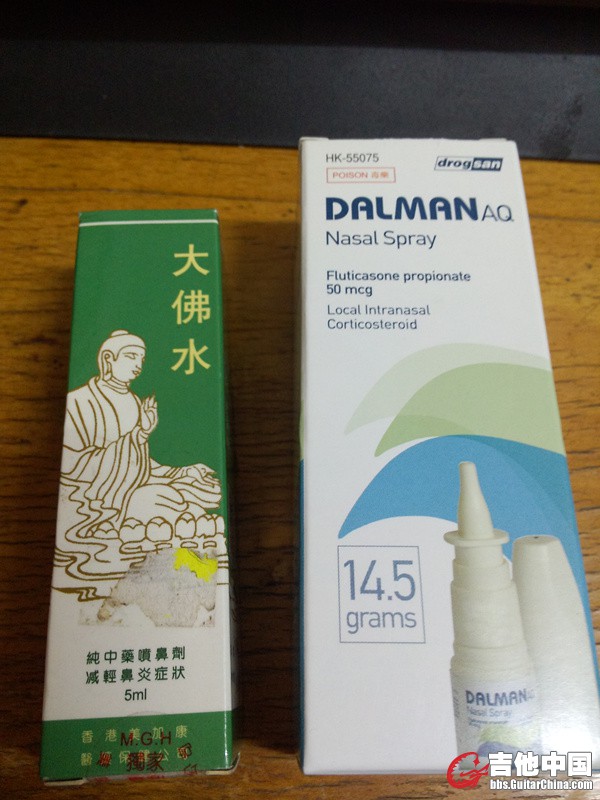 大佛水
純中藥噴鼻劑
减輕鼻炎症狀
5ml
M.G.H
獨家
HK-55075
drogsan
POISON 毒藥
DALMAN AQ
Nasal Spray
Fluticasone propionate
50 mcg
Local Intranasal
Corticosteroid
14.5
grams
DALMAN AQ
Nasal Spray
吉他中国
bbs.GuitarChina.com